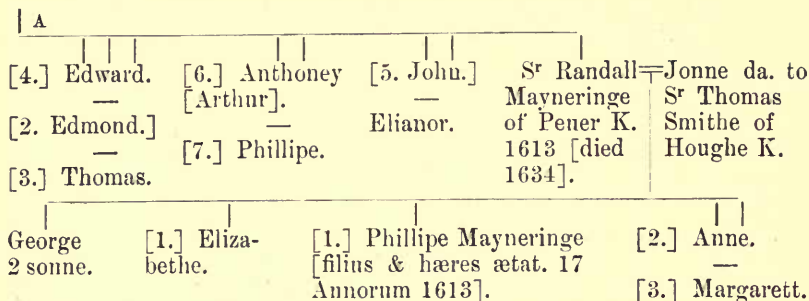 A
[4.] Edward.
—
[2. Edmond.]
—
[3.] Thomas.
[6.] Anthoney
[Arthur].
—
[7.] Phillipe.
[5. John.]
—
Elianor.
Sʳ Randall
Mayneringe
of Pener K.
1613 [died
1634].
Jonne da. to
Sʳ Thomas
Smithe of
Houghe K.
George
2 sonne.
[1.] Eliza-
bethe.
[1.] Phillipe Mayneringe
[filius & hæres ætat. 17
Annorum 1613].
[2.] Anne.
—
[3.] Margarett.